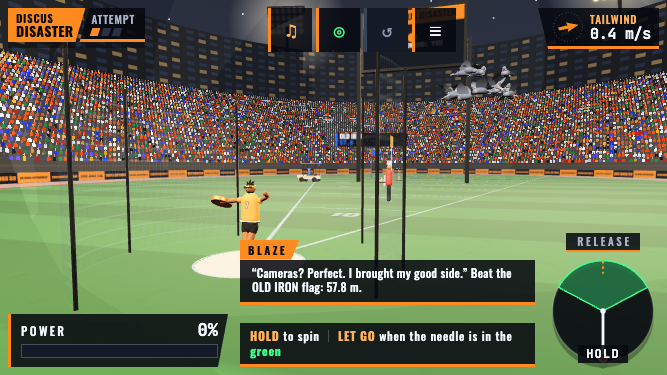 DISCUS
DISASTER
ATTEMPT
TAILWIND
0.4 m/s
10
RELEASE
BLAZE
“Cameras? Perfect. I brought my good side.” Beat the
OLD IRON flag: 57.8 m.
POWER
0%
HOLD to spin | LET GO when the needle is in the
green
HOLD